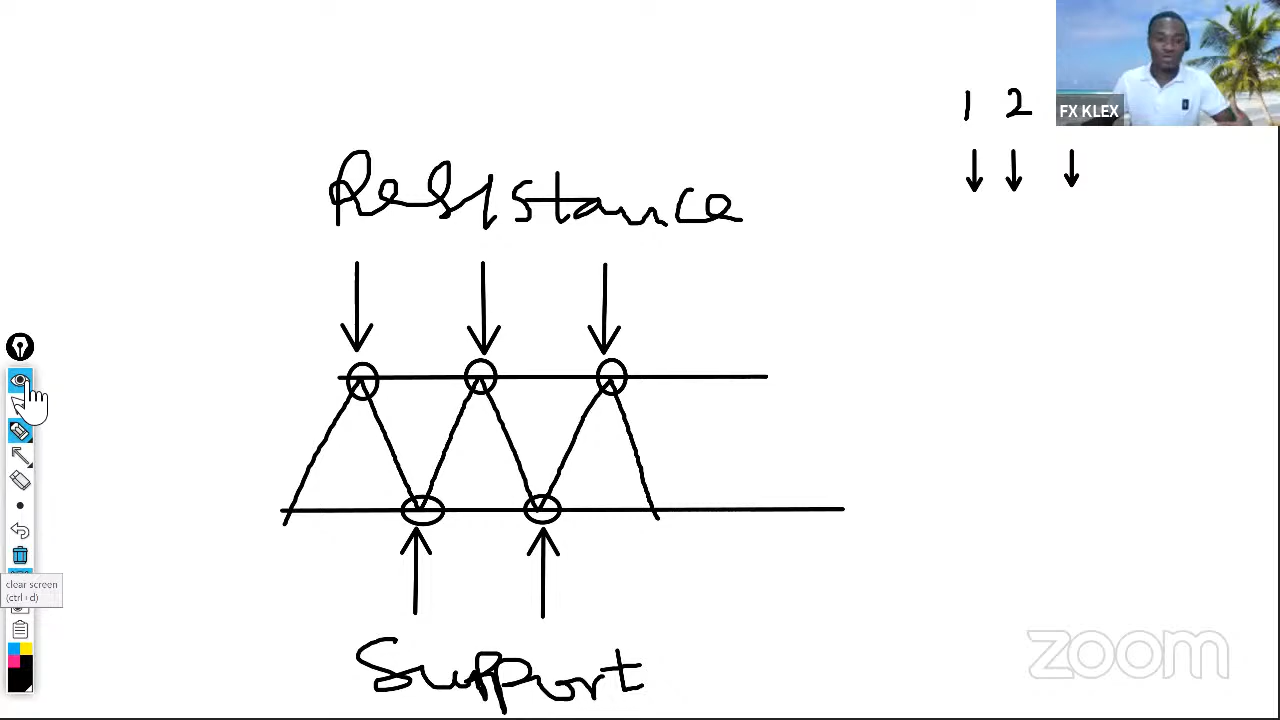 1 2
FX KLEX
Resistance
clear screen
(ctrl+d)
Support
zoom